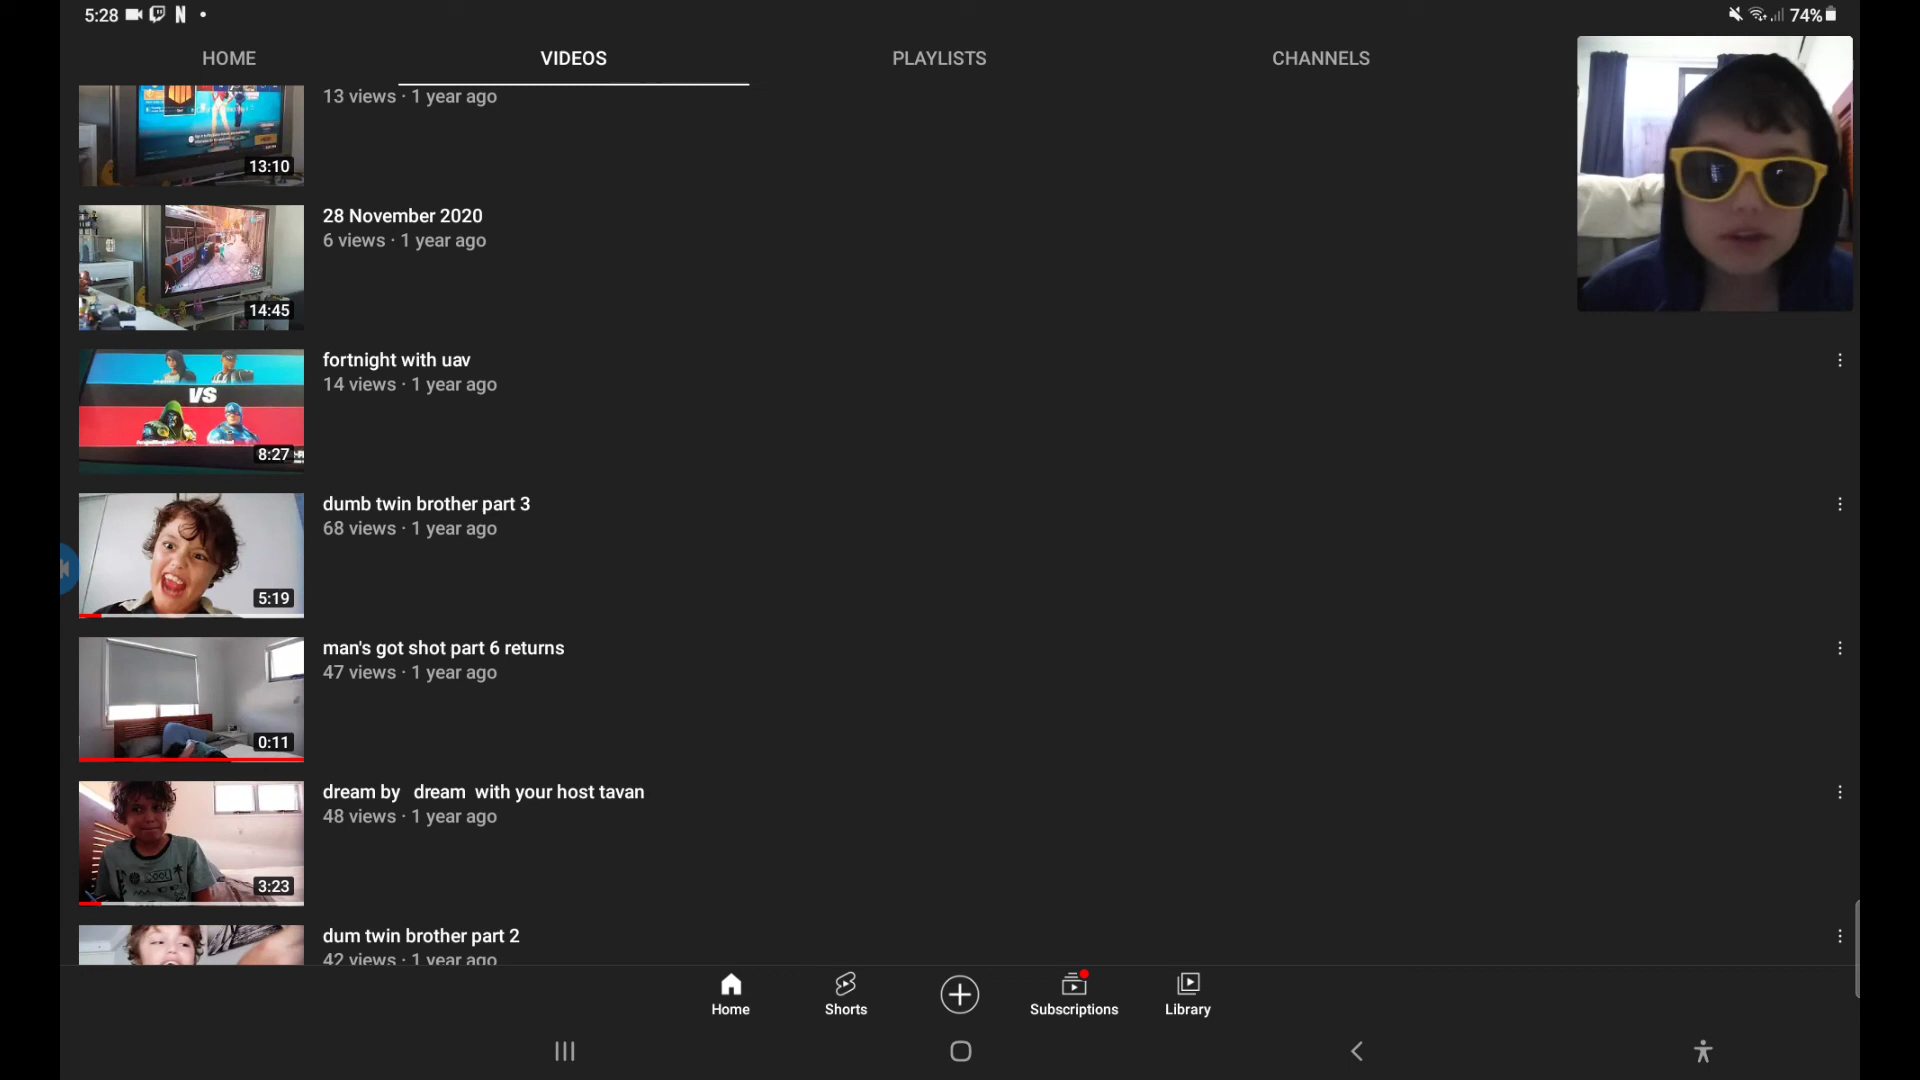 5:28
74%
HOME
VIDEOS
PLAYLISTS
CHANNELS
13 views · 1 year ago
13:10
28 November 2020
6 views · 1 year ago
14:45
fortnight with uav
14 views · 1 year ago
VS
8:27
dumb twin brother part 3
68 views · 1 year ago
5:19
man's got shot part 6 returns
47 views · 1 year ago
0:11
dream by dream with your host tavan
48 views · 1 year ago
COOL
3:23
dum twin brother part 2
42 views · 1 year ago
Home
Shorts
Subscriptions
Library